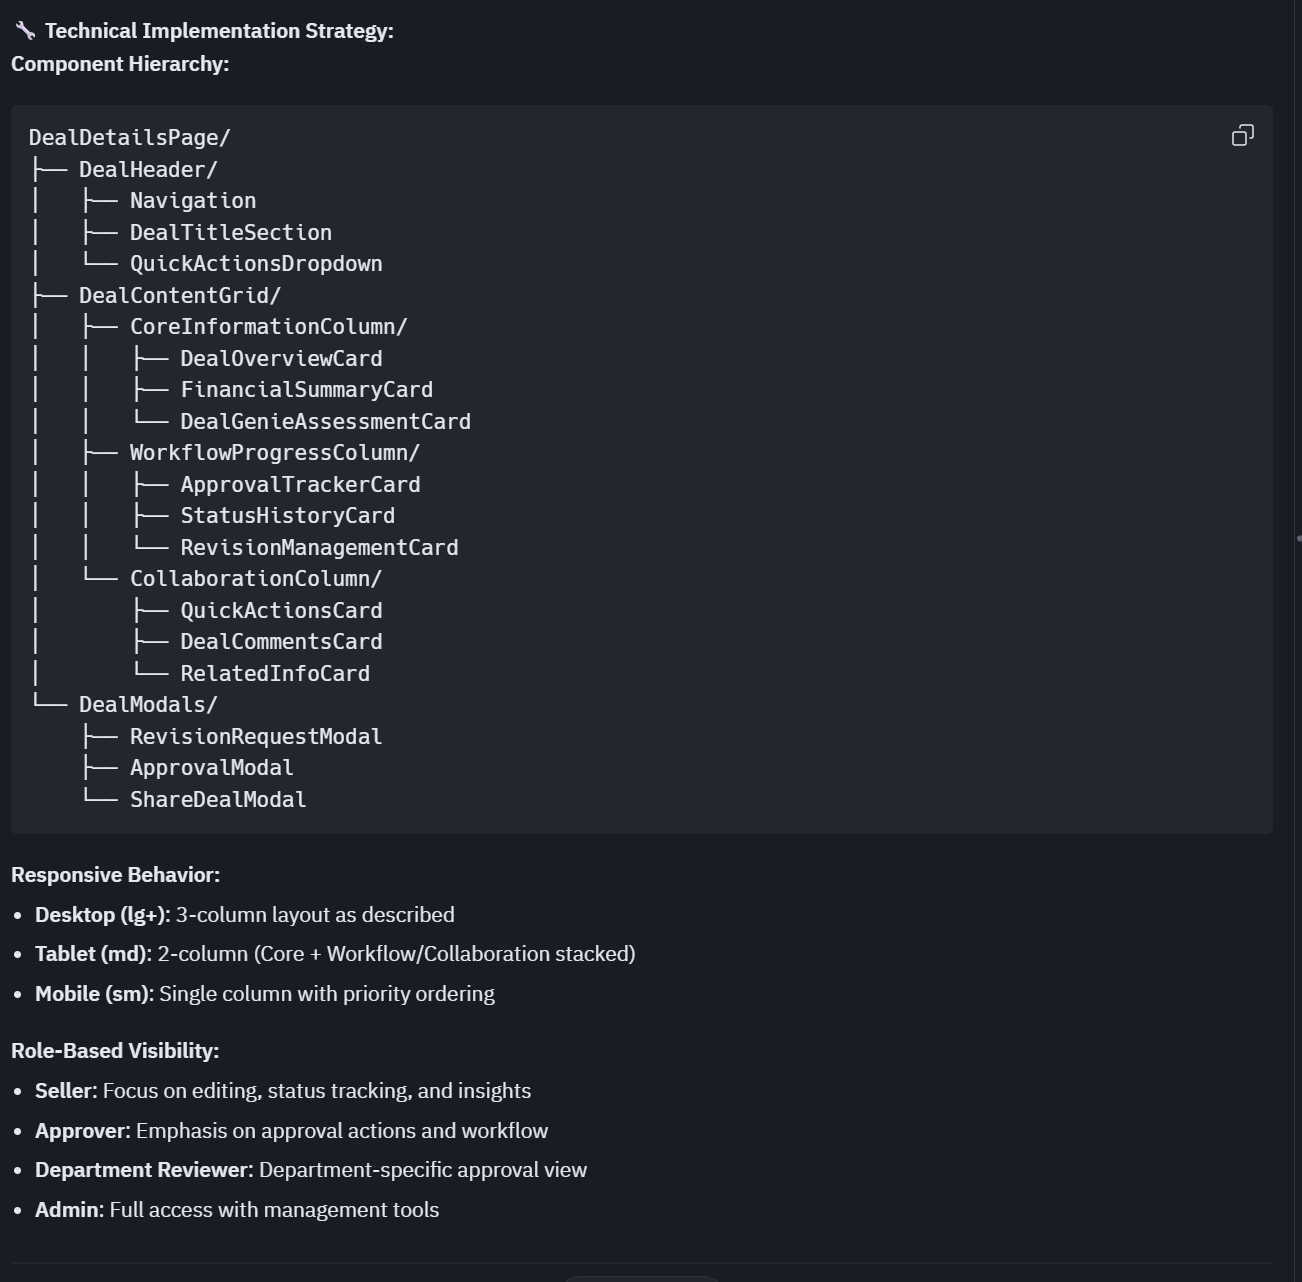 🔧 Technical Implementation Strategy:
Component Hierarchy:
DealDetailsPage/
├── DealHeader/
│   ├── Navigation
│   ├── DealTitleSection
│   └── QuickActionsDropdown
├── DealContentGrid/
│   ├── CoreInformationColumn/
│   │   ├── DealOverviewCard
│   │   ├── FinancialSummaryCard
│   │   └── DealGenieAssessmentCard
│   ├── WorkflowProgressColumn/
│   │   ├── ApprovalTrackerCard
│   │   ├── StatusHistoryCard
│   │   └── RevisionManagementCard
│   └── CollaborationColumn/
│       ├── QuickActionsCard
│       ├── DealCommentsCard
│       └── RelatedInfoCard
└── DealModals/
    ├── RevisionRequestModal
    ├── ApprovalModal
    └── ShareDealModal
Responsive Behavior:
• Desktop (lg+): 3-column layout as described
• Tablet (md): 2-column (Core + Workflow/Collaboration stacked)
• Mobile (sm): Single column with priority ordering
Role-Based Visibility:
• Seller: Focus on editing, status tracking, and insights
• Approver: Emphasis on approval actions and workflow
• Department Reviewer: Department-specific approval view
• Admin: Full access with management tools